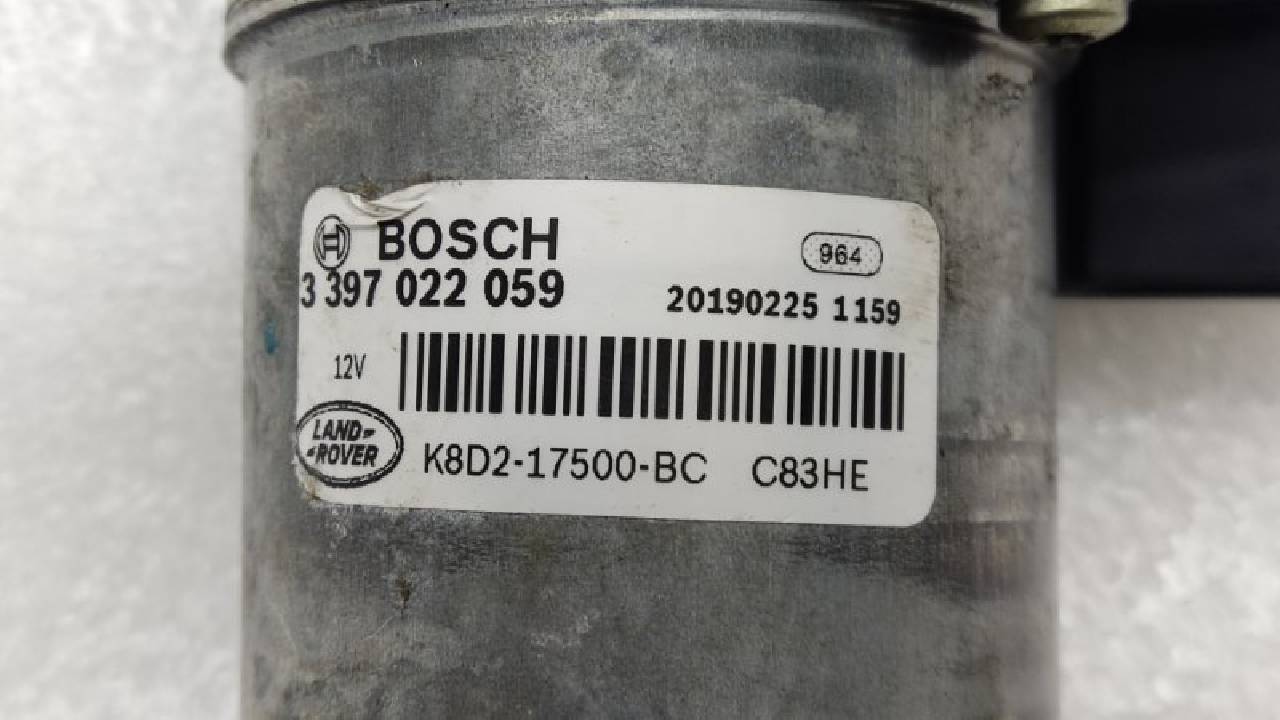 BOSCH
964
3 397 022 059
20190225 1159
12V
LAND
ROVER
K8D2-17500-BC C83HE